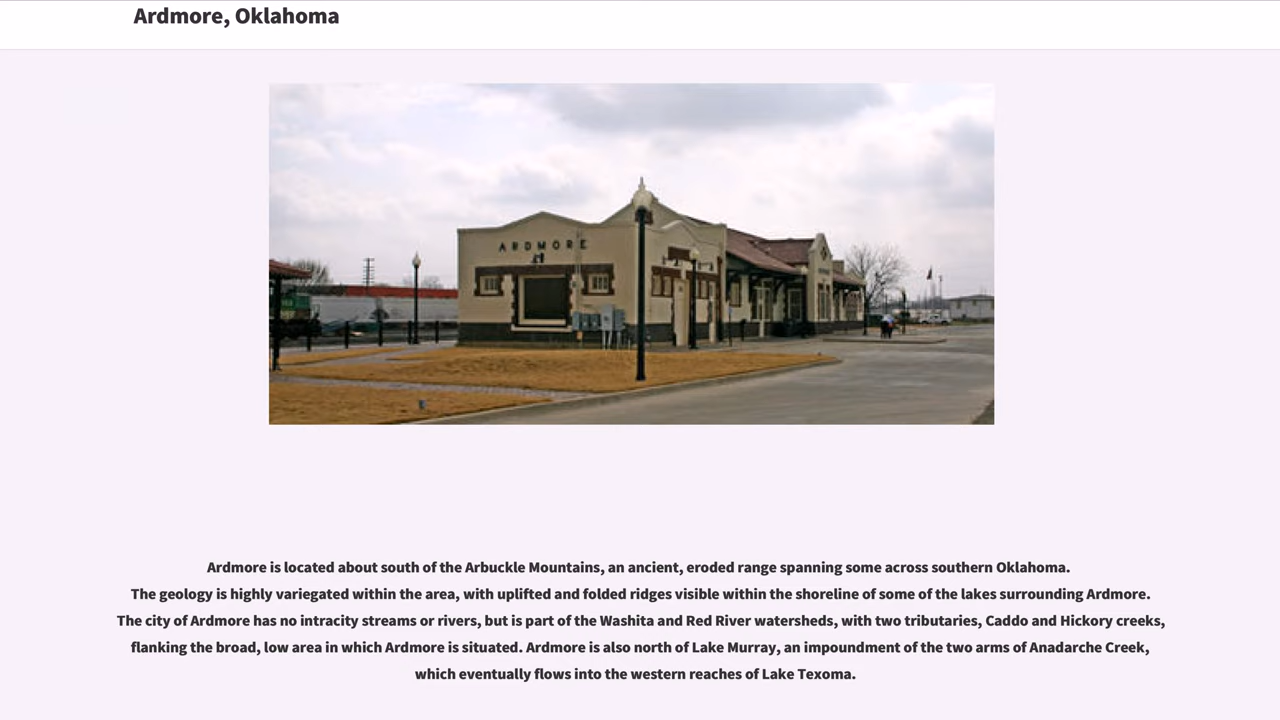 Ardmore, Oklahoma
ARDMORE
Ardmore is located about south of the Arbuckle Mountains, an ancient, eroded range spanning some across southern Oklahoma.
The geology is highly variegated within the area, with uplifted and folded ridges visible within the shoreline of some of the lakes surrounding Ardmore.
The city of Ardmore has no intracity streams or rivers, but is part of the Washita and Red River watersheds, with two tributaries, Caddo and Hickory creeks,
flanking the broad, low area in which Ardmore is situated. Ardmore is also north of Lake Murray, an impoundment of the two arms of Anadarche Creek,
which eventually flows into the western reaches of Lake Texoma.